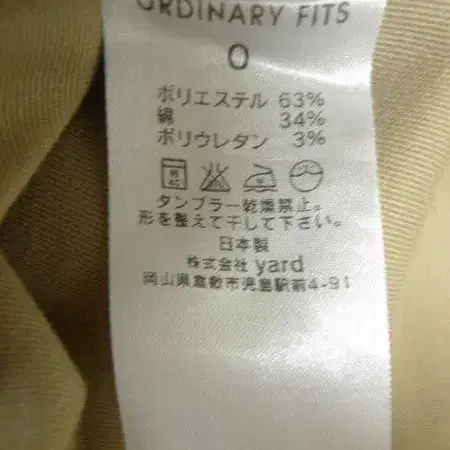 ORDINARY FITS
0
ポリエステル 63%
綿 34%
ポリウレタン 3%
タンブラー乾燥禁止。
形を整えて干して下さい。
日本製
株式会社 yard
岡山県倉敷市児島駅前4-91